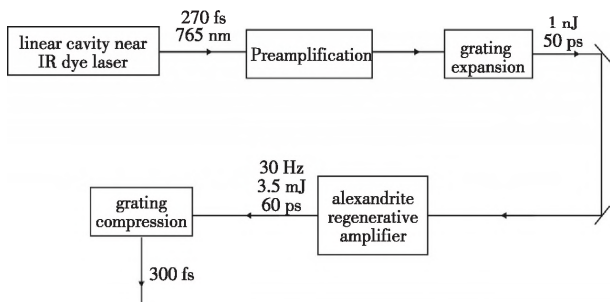 linear cavity near
IR dye laser
270 fs
765 nm
Preamplification
grating
expansion
1 nJ
50 ps
grating
compression
30 Hz
3.5 mJ
60 ps
alexandrite
regenerative
amplifier
300 fs